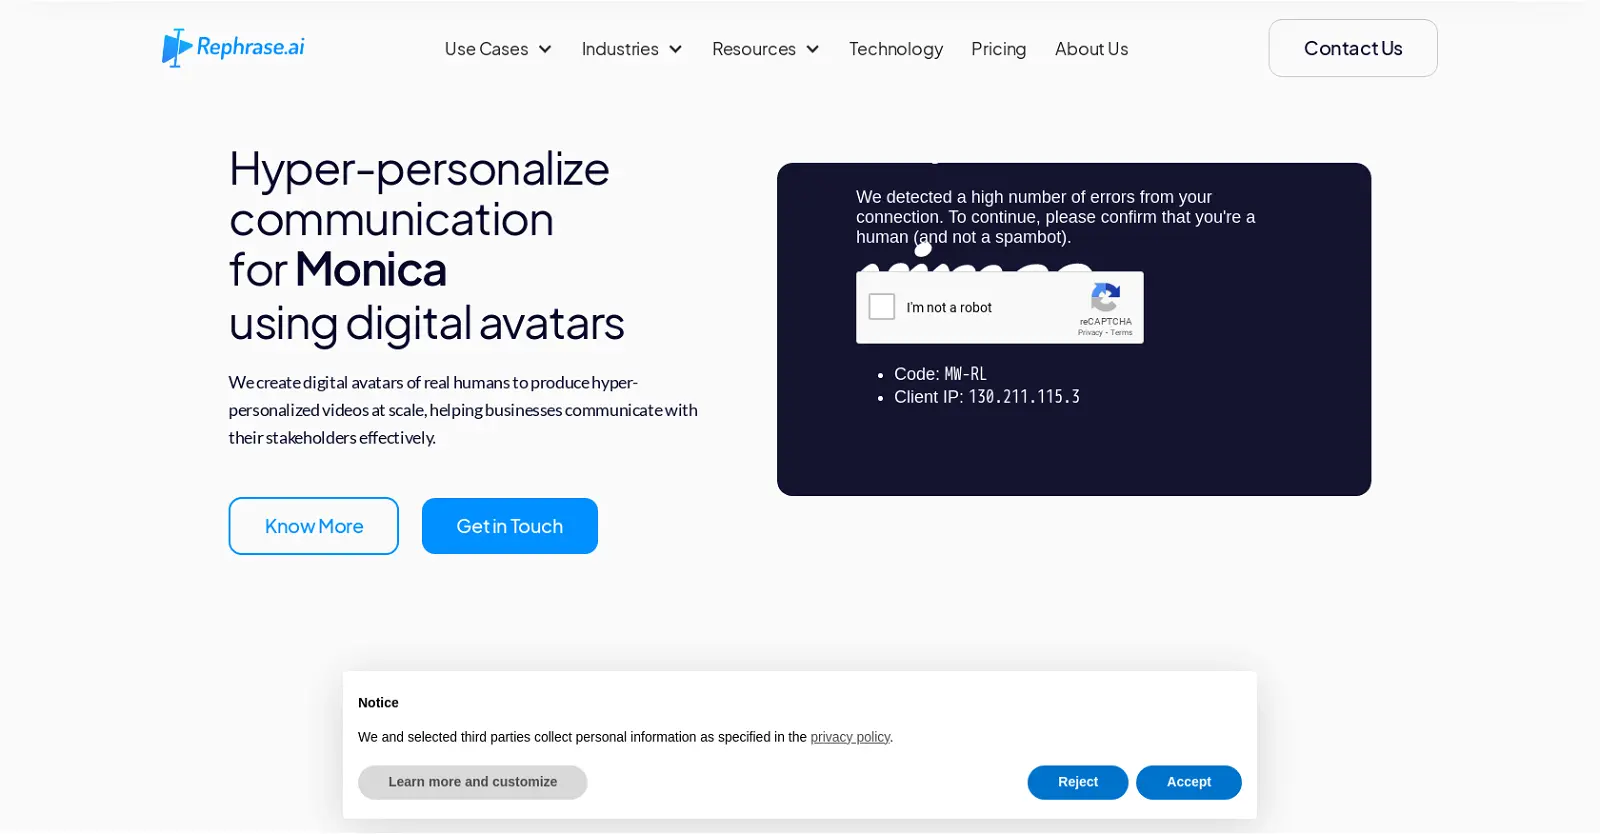 Rephrase.ai
Use Cases
Industries
Resources
Technology
Pricing
About Us
Contact Us
Hyper-personalize
communication
for Monica
using digital avatars
We create digital avatars of real humans to produce hyper-
personalized videos at scale, helping businesses communicate with
their stakeholders effectively.
Know More
Get in Touch
We detected a high number of errors from your
connection. To continue, please confirm that you're a
human (and not a spambot).
I'm not a robot
reCAPTCHA
Privacy - Terms
Code: MW-RL
Client IP: 130.211.115.3
Notice
We and selected third parties collect personal information as specified in the privacy policy.
Learn more and customize
Reject
Accept